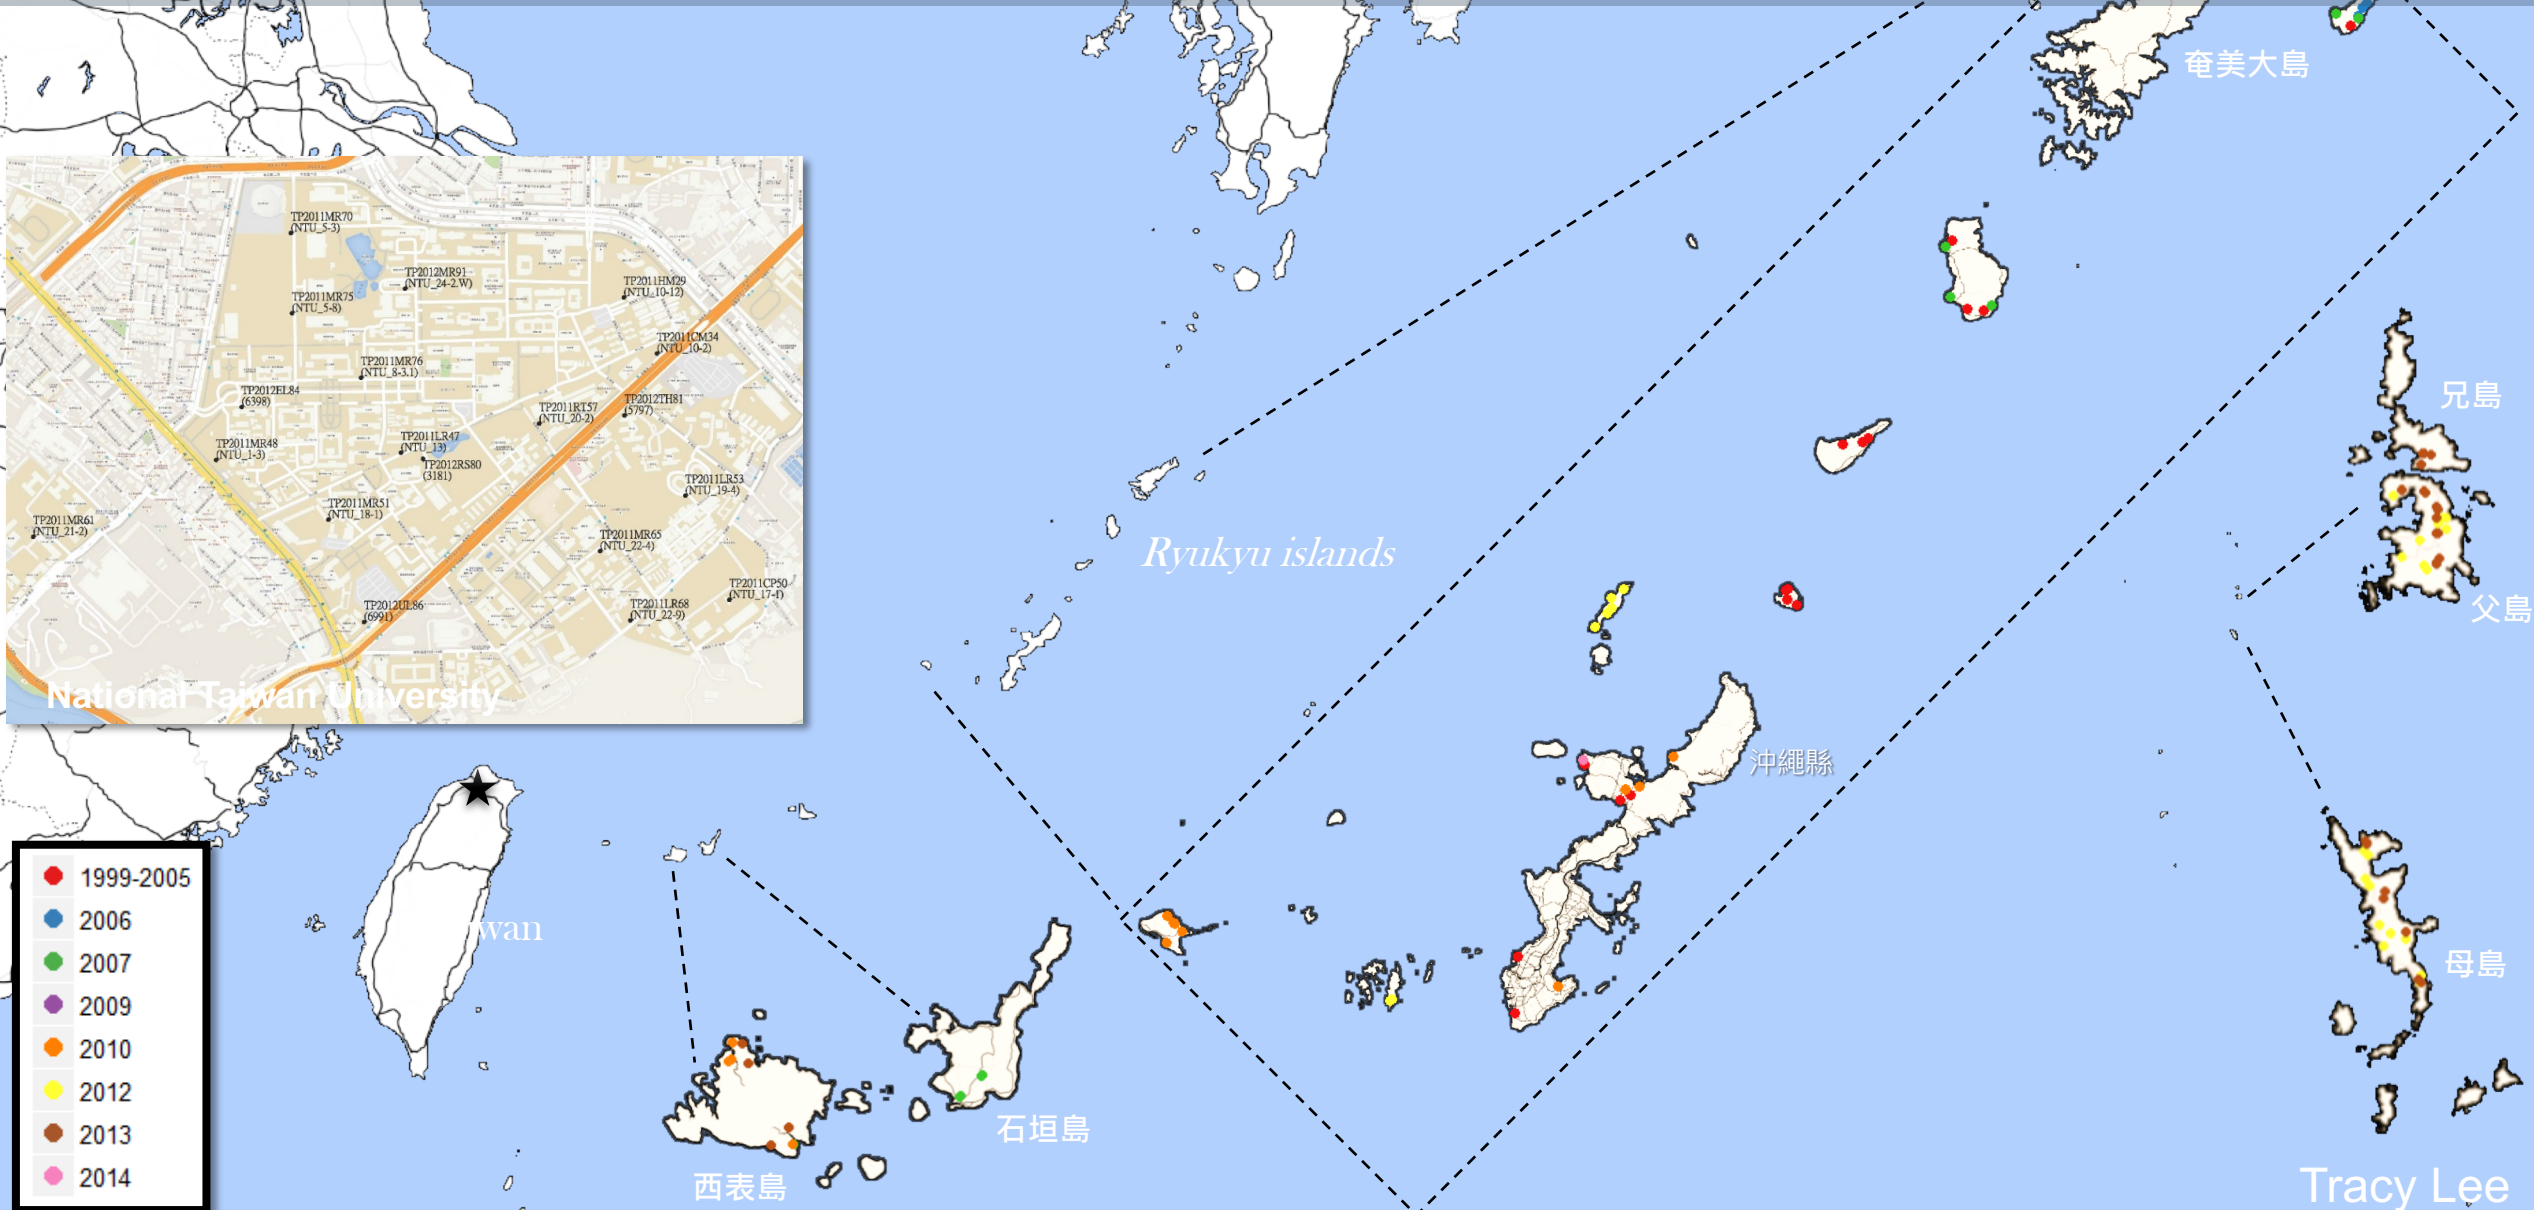 奄美大島
TP2011MR70
(NTU_5-3)
TP2012MR91
(NTU_24-2.W)
TP2011HM29
(NTU_10-12)
TP2011MR75
(NTU_5-8)
TP2011CM34
(NTU_10-2)
TP2011MR76
(NTU_8-3.1)
TP2012EL84
(6398)
TP2011RT57
(NTU_20-2)
TP2012TH81
(5797)
TP2011MR48
(NTU_1-3)
TP2011LR47
(NTU_13)
TP2012RS80
(3181)
TP2011LR53
(NTU_19-4)
TP2011MR51
(NTU_18-1)
TP2011MR61
(NTU_21-2)
TP2011MR65
(NTU_22-4)
TP2011CP50
(NTU_17-1)
TP2012UL86
(6991)
TP2011LR68
(NTU_22-9)
National Taiwan University
兄島
Ryukyu islands
父島
沖繩縣
wan
母島
石垣島
西表島
1999-2005
2006
2007
2009
2010
2012
2013
2014
Tracy Lee